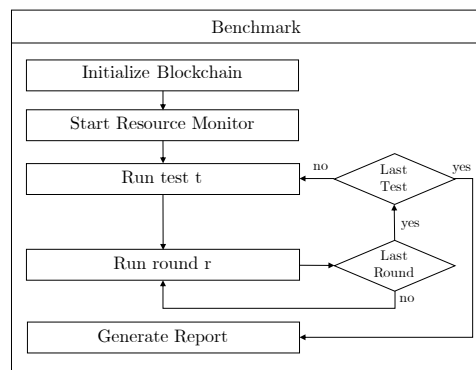 Benchmark
Initialize Blockchain
Start Resource Monitor
Run test t
no
Last
Test
yes
yes
Run round r
Last
Round
no
Generate Report